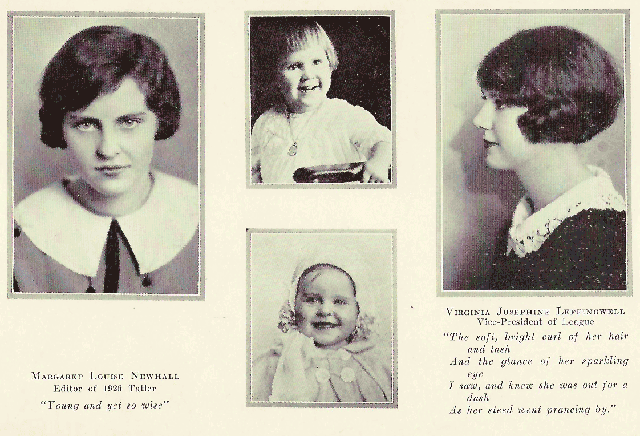 MARGARET LOUISE NEWHALL
Editor of 1926 Tatler
"Young and yet so wise"
VIRGINIA JOSEPHINE LEFFINGWELL
Vice-President of League
"The soft, bright curl of her hair
and lash
And the glance of her sparkling
eye
I saw, and knew she was out for a
dash
As her steed went prancing by."